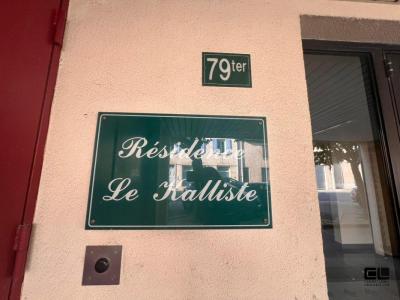 79ter
Résidence
Le Kalliste